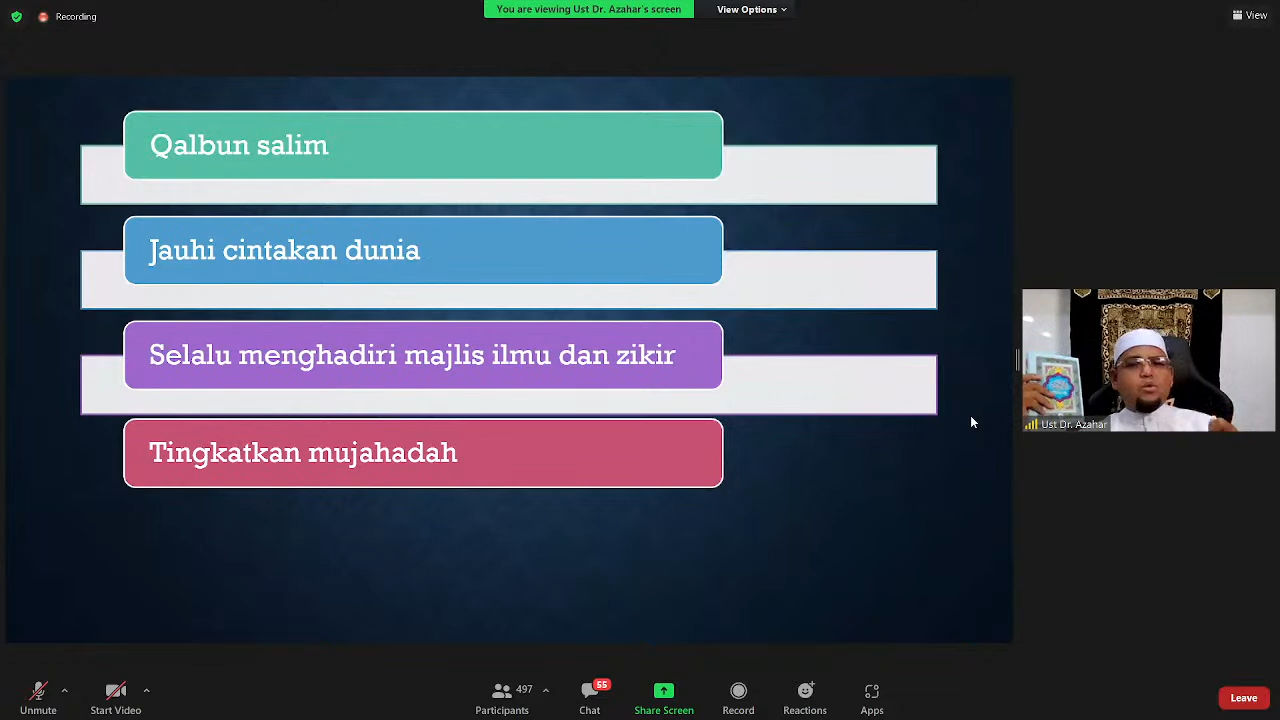 Recording
You are viewing Ust Dr. Azahar's screen
View Options
View
Qalbun salim
Jauhi cintakan dunia
Selalu menghadiri majlis ilmu dan zikir
Tingkatkan mujahadah
Ust Dr. Azahar
Unmute
Start Video
497
Participants
55
Chat
Share Screen
Record
Reactions
Apps
Leave